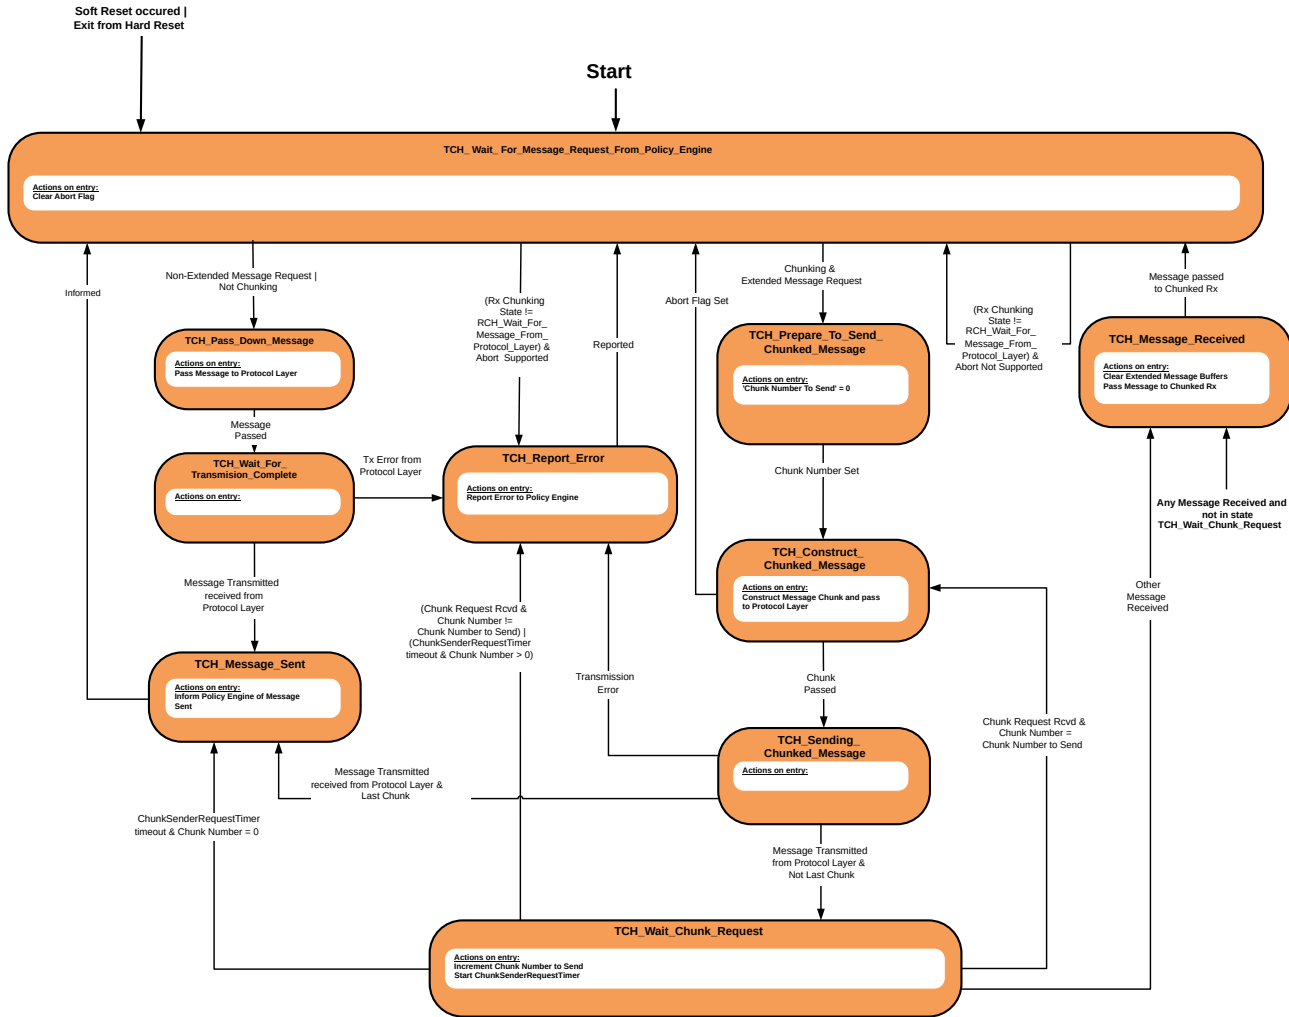 Soft Reset occured |
Exit from Hard Reset
Start
TCH_ Wait_ For_Message_Request_From_Policy_Engine
Actions on entry:
Clear Abort Flag
Informed
Non-Extended Message Request |
Not Chunking
(Rx Chunking
State !=
RCH_Wait_For_
Message_From_
Protocol_Layer) &
Abort  Supported
Reported
Abort Flag Set
Chunking &
Extended Message Request
(Rx Chunking
State !=
RCH_Wait_For_
Message_From_
Protocol_Layer) &
Abort Not Supported
Message passed
to Chunked Rx
TCH_Pass_Down_Message
Actions on entry:
Pass Message to Protocol Layer
TCH_Prepare_To_Send_
Chunked_Message
Actions on entry:
'Chunk Number To Send' = 0
TCH_Message_Received
Actions on entry:
Clear Extended Message Buffers
Pass Message to Chunked Rx
Message
Passed
TCH_Wait_For_
Transmision_Complete
Actions on entry:
Tx Error from
Protocol Layer
TCH_Report_Error
Actions on entry:
Report Error to Policy Engine
Chunk Number Set
Any Message Received and
not in state
TCH_Wait_Chunk_Request
TCH_Construct_
Chunked_Message
Actions on entry:
Construct Message Chunk and pass
to Protocol Layer
Message Transmitted
received from
Protocol Layer
(Chunk Request Rcvd &
Chunk Number !=
Chunk Number to Send) |
(ChunkSenderRequestTimer
timeout & Chunk Number > 0)
Other
Message
Received
TCH_Message_Sent
Actions on entry:
Inform Policy Engine of Message
Sent
Transmission
Error
Chunk
Passed
Chunk Request Rcvd &
Chunk Number =
Chunk Number to Send
TCH_Sending_
Chunked_Message
Actions on entry:
Message Transmitted
received from Protocol Layer &
Last Chunk
ChunkSenderRequestTimer
timeout & Chunk Number = 0
Message Transmitted
from Protocol Layer &
Not Last Chunk
TCH_Wait_Chunk_Request
Actions on entry:
Increment Chunk Number to Send
Start ChunkSenderRequestTimer